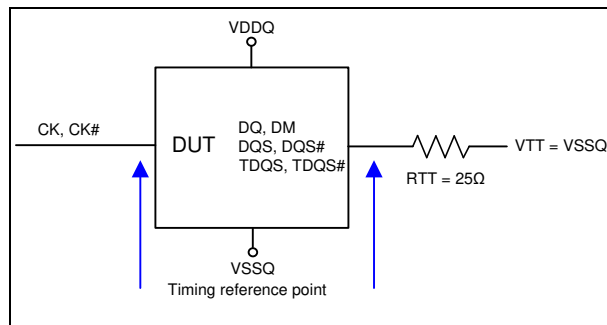 VDDQ
CK, CK#
DUT
DQ, DM
DQS, DQS#
TDQS, TDQS#
VTT = VSSQ
RTT = 25Ω
VSSQ
Timing reference point